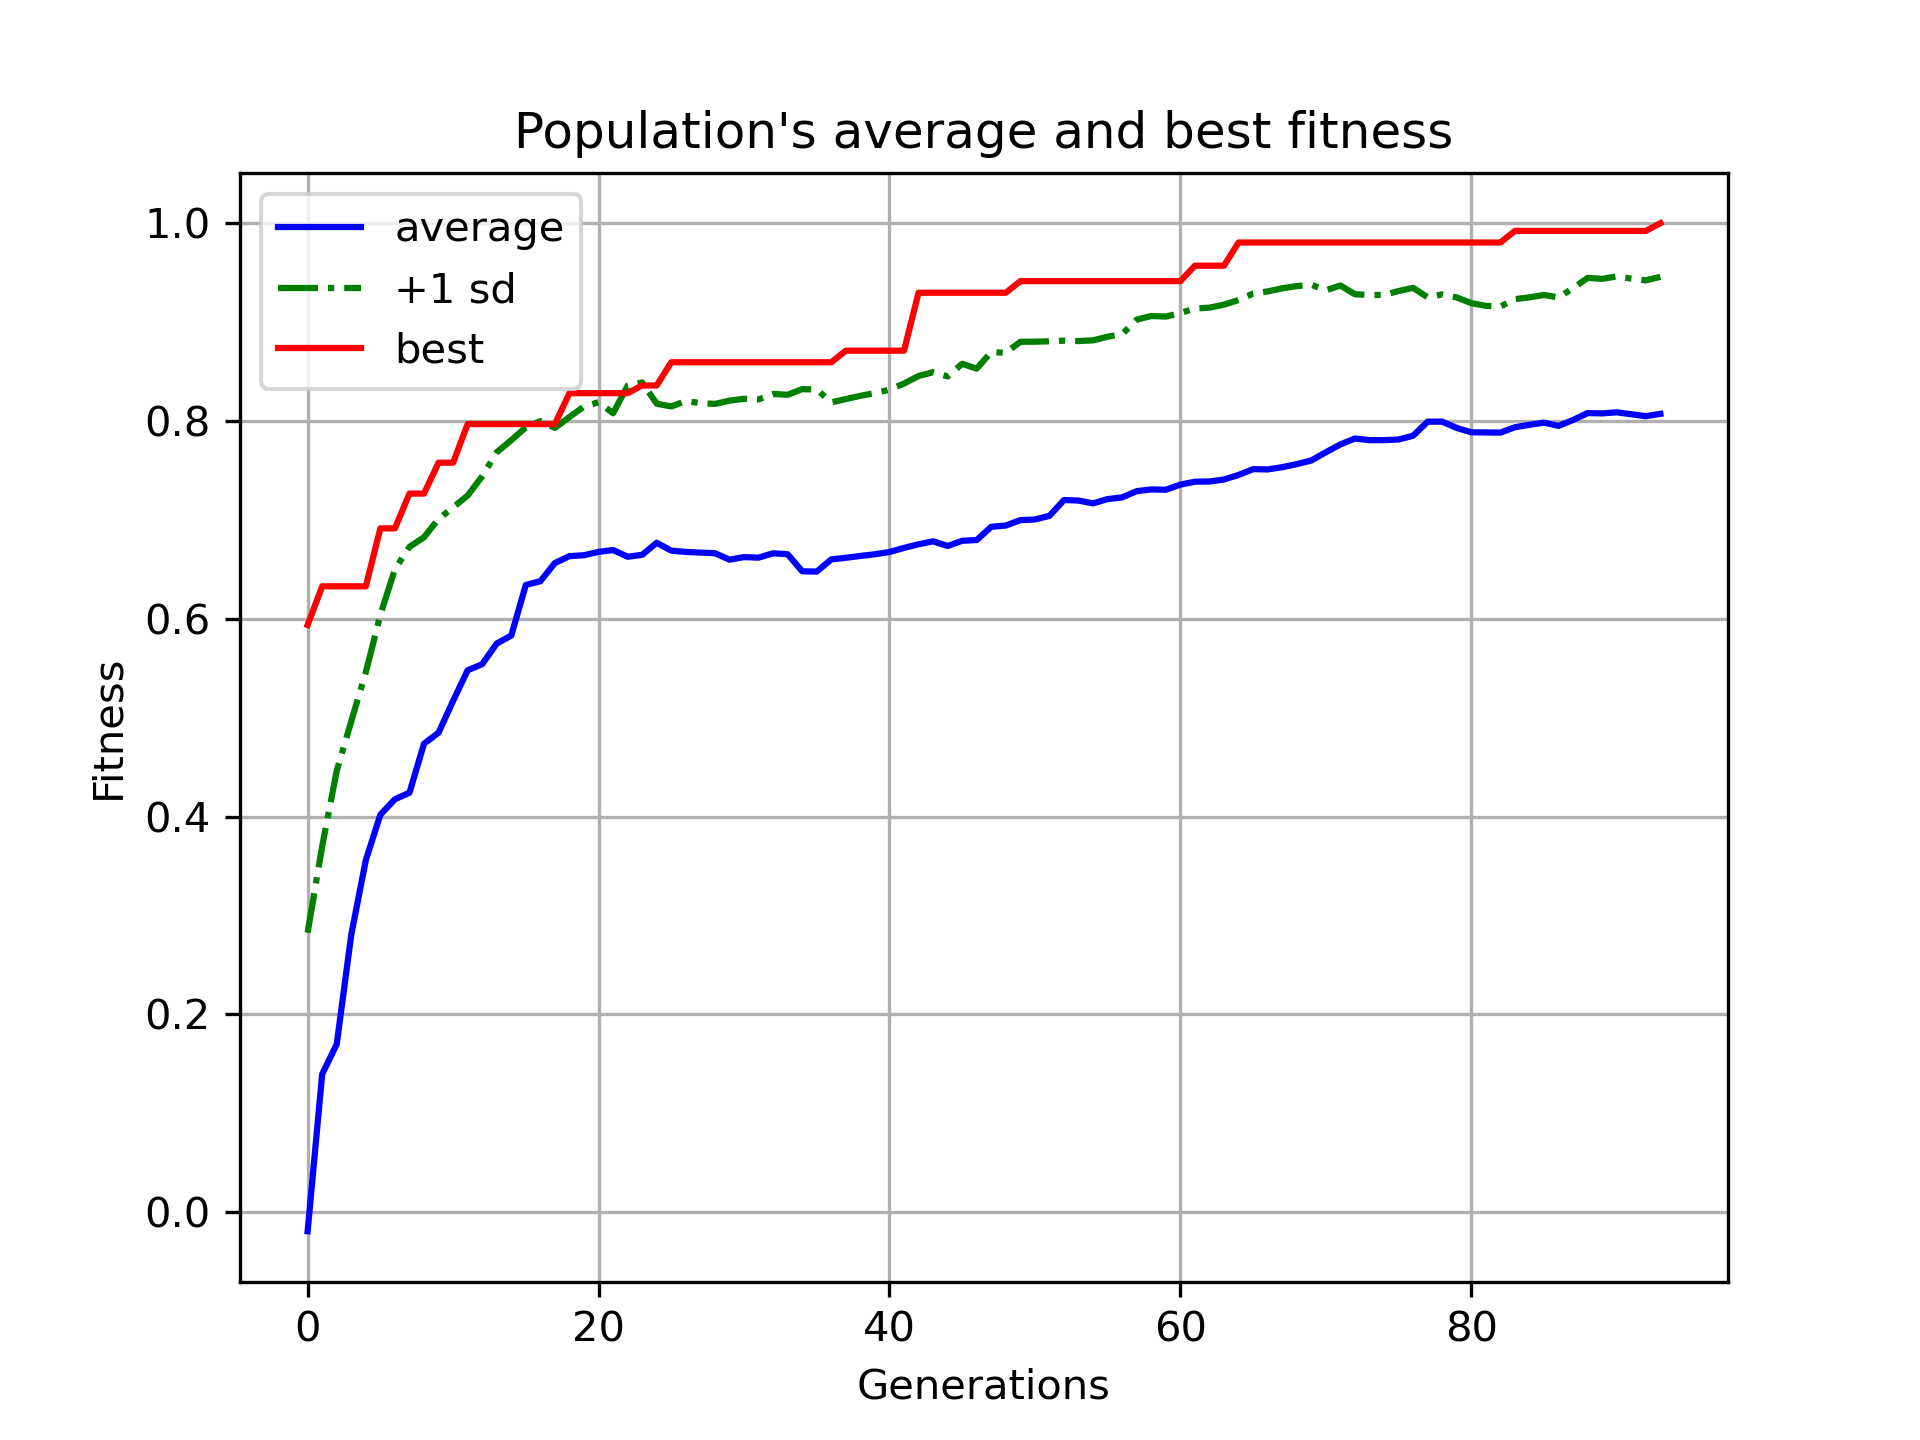 Population's average and best fitness
average
+1 sd
best
1.0
0.8
0.6
0.4
0.2
0.0
Fitness
0 20 40 60 80
Generations